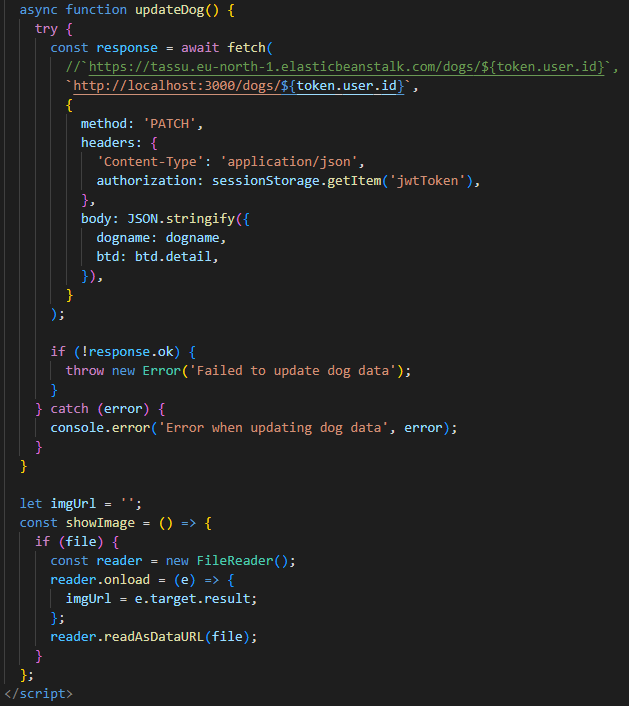 async function updateDog() {
try {
const response = await fetch(
//`https://tassu.eu-north-1.elasticbeanstalk.com/dogs/${token.user.id}`,
`http://localhost:3000/dogs/${token.user.id}`,
{
method: 'PATCH',
headers: {
'Content-Type': 'application/json',
authorization: sessionStorage.getItem('jwtToken'),
},
body: JSON.stringify({
dogname: dogname,
btd: btd.detail,
}),
}
);
if (!response.ok) {
throw new Error('Failed to update dog data');
}
} catch (error) {
console.error('Error when updating dog data', error);
}
}
let imgUrl = '';
const showImage = () => {
if (file) {
const reader = new FileReader();
reader.onload = (e) => {
imgUrl = e.target.result;
};
reader.readAsDataURL(file);
}
};
</script>